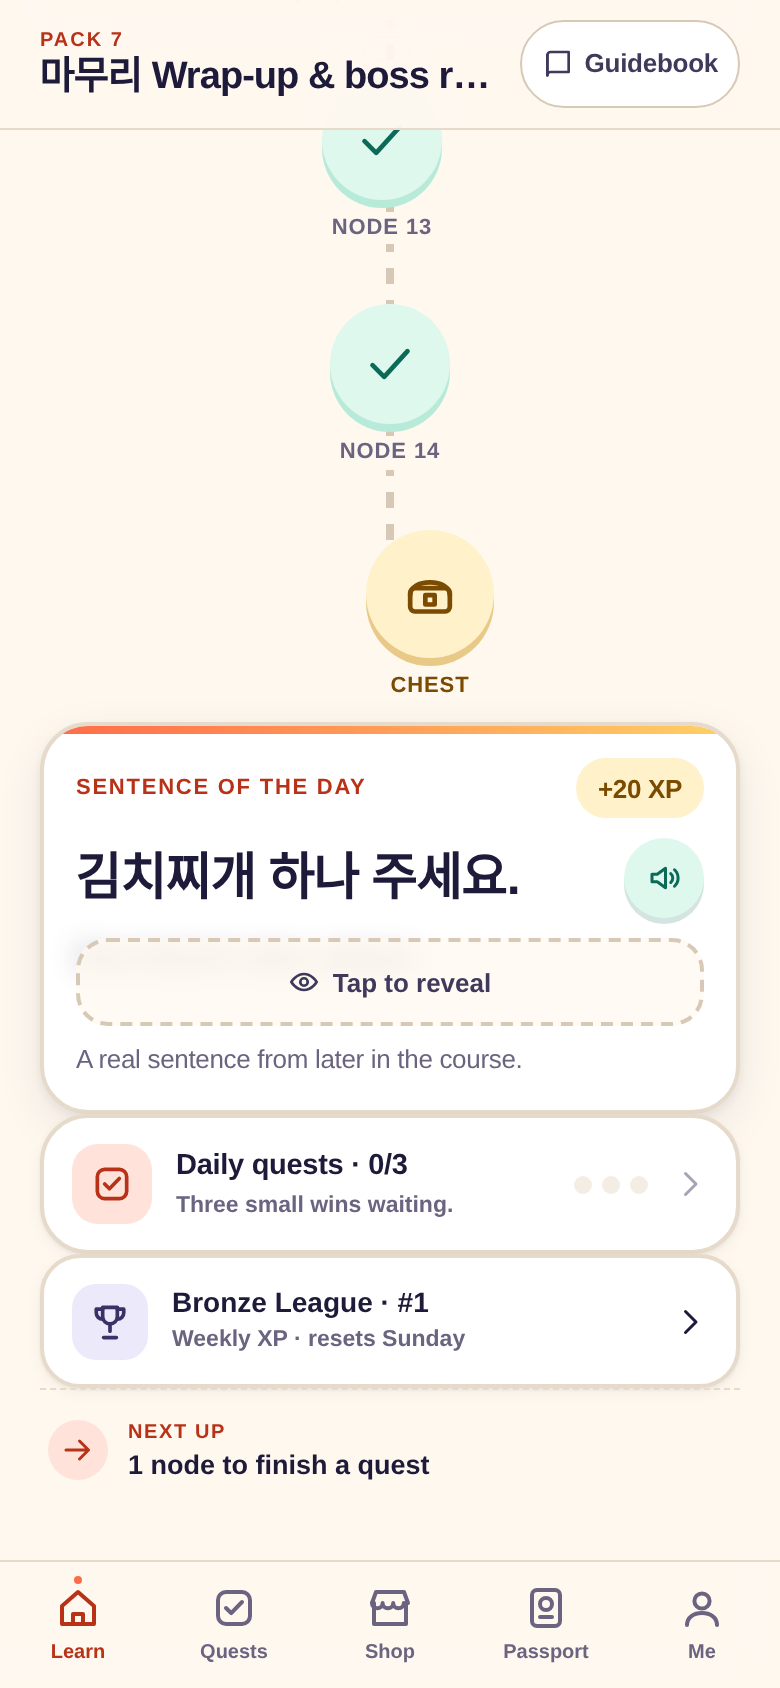 PACK 7
마무리 Wrap-up & boss r…
Guidebook
NODE 13
NODE 14
CHEST
SENTENCE OF THE DAY
+20 XP
김치찌개 하나 주세요.
Tap to reveal
A real sentence from later in the course.
Daily quests · 0/3
Three small wins waiting.
Bronze League · #1
Weekly XP · resets Sunday
NEXT UP
1 node to finish a quest
Learn
Quests
Shop
Passport
Me